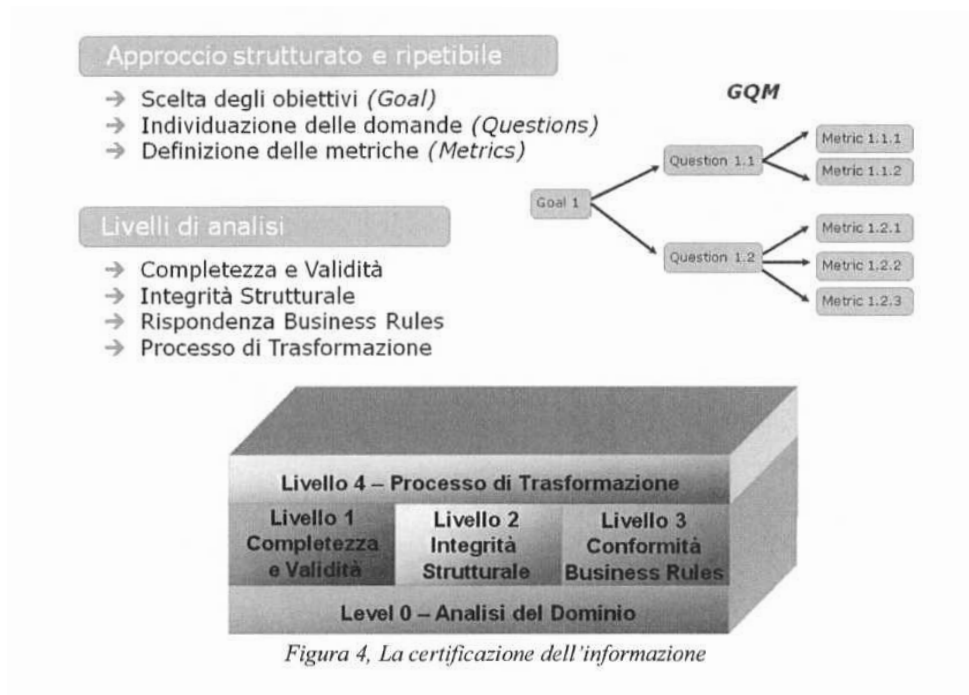 Approccio strutturato e ripetibile
→ Scelta degli obiettivi (Goal)
→ Individuazione delle domande (Questions)
→ Definizione delle metriche (Metrics)
GQM
Goal 1
Question 1.1
Metric 1.1.1
Metric 1.1.2
Question 1.2
Metric 1.2.1
Metric 1.2.2
Metric 1.2.3
Livelli di analisi
→ Completezza e Validità
→ Integrità Strutturale
→ Rispondenza Business Rules
→ Processo di Trasformazione
Livello 4 – Processo di Trasformazione
Livello 1
Completezza
e Validità
Livello 2
Integrità
Strutturale
Livello 3
Conformità
Business Rules
Level 0 – Analisi del Dominio
Figura 4, La certificazione dell'informazione